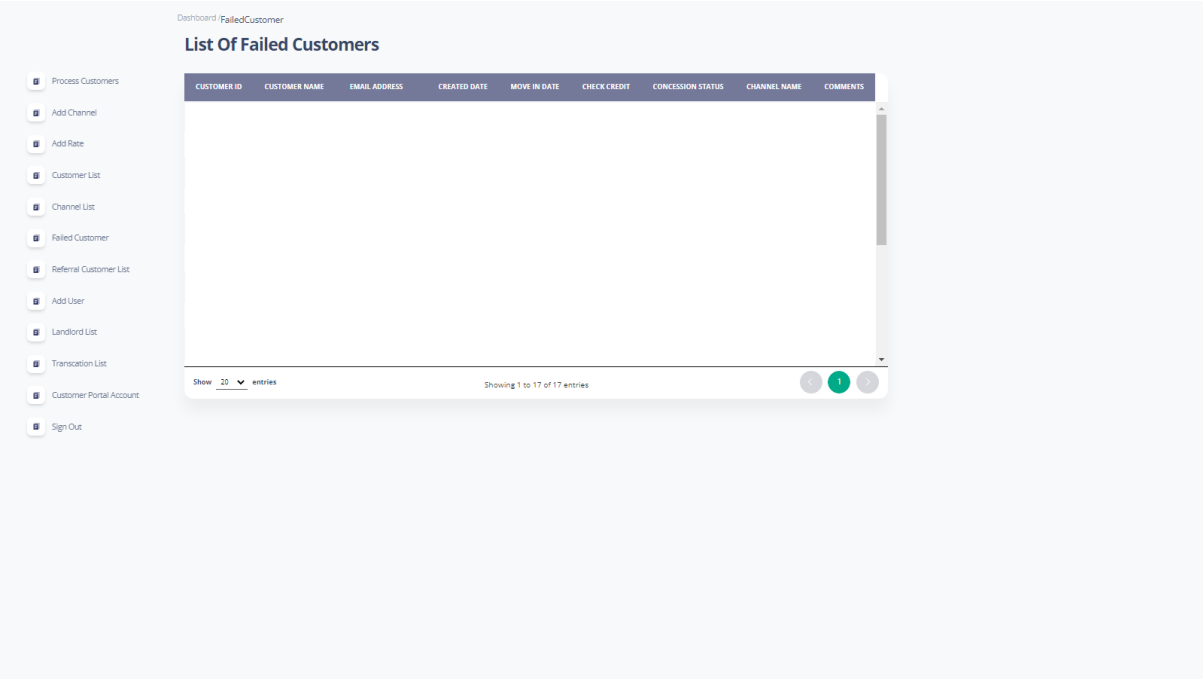 Dashboard /FailedCustomer
List Of Failed Customers
Process Customers
Add Channel
Add Rate
Customer List
Channel List
Failed Customer
Referral Customer List
Add User
Landlord List
Transcation List
Customer Portal Account
Sign Out
CUSTOMER ID CUSTOMER NAME EMAIL ADDRESS CREATED DATE MOVE IN DATE CHECK CREDIT CONCESSION STATUS CHANNEL NAME COMMENTS
Show 20 entries Showing 1 to 17 of 17 entries 1